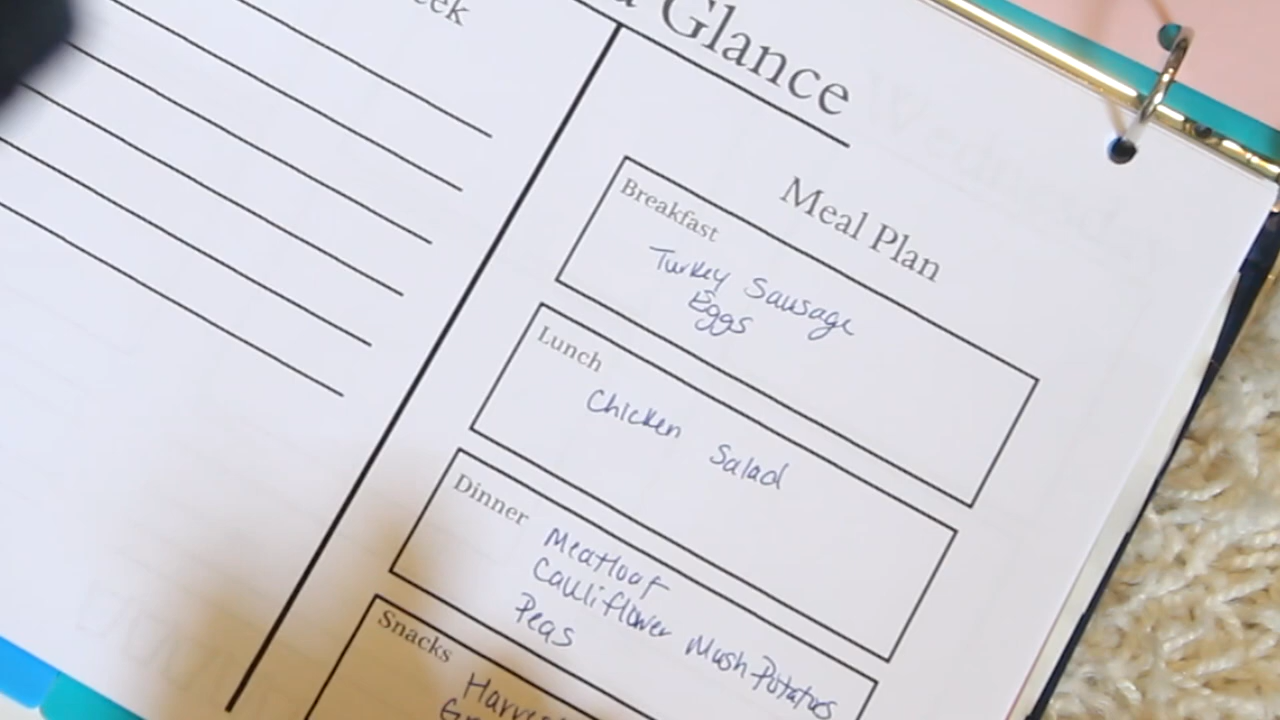 Glance
Meal Plan
Breakfast
Turkey Sausage
Eggs
Lunch
Chicken Salad
Dinner
Meatloaf
Cauliflower Mush Potatoes
Peas
Snacks